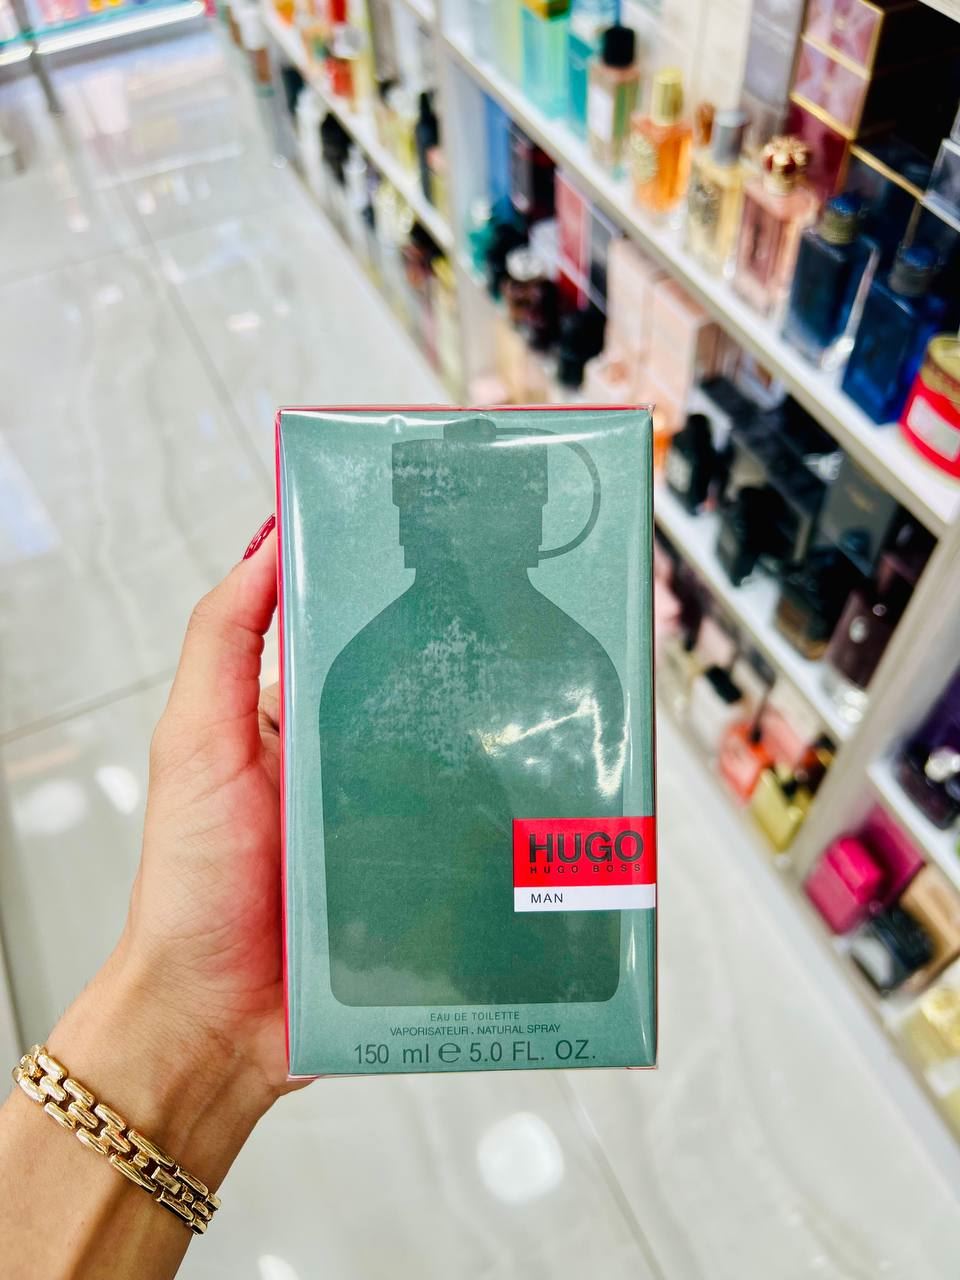 HUGO
HUGO BOSS
MAN
EAU DE TOILETTE
VAPORISATEUR . NATURAL SPRAY
150 ml ℮ 5.0 FL. OZ.